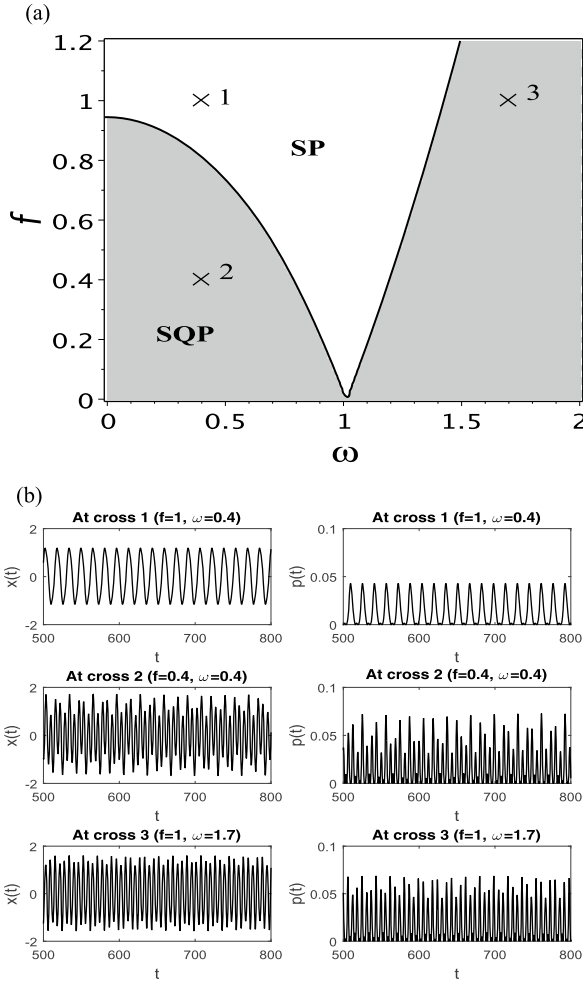 (a)
1.2
1
0.8
0.6
0.4
0.2
0
f
1
3
SP
2
SQP
0
0.5
1
1.5
2
ω
(b)
At cross 1 (f=1, ω=0.4)
2
0
-2
x(t)
500
600
700
800
t
At cross 1 (f=1, ω=0.4)
0.1
0.05
0
p(t)
500
600
700
800
t
At cross 2 (f=0.4, ω=0.4)
2
0
-2
x(t)
500
600
700
800
t
At cross 2 (f=0.4, ω=0.4)
0.1
0.05
0
p(t)
500
600
700
800
t
At cross 3 (f=1, ω=1.7)
2
0
-2
x(t)
500
600
700
800
t
At cross 3 (f=1, ω=1.7)
0.1
0.05
0
p(t)
500
600
700
800
t